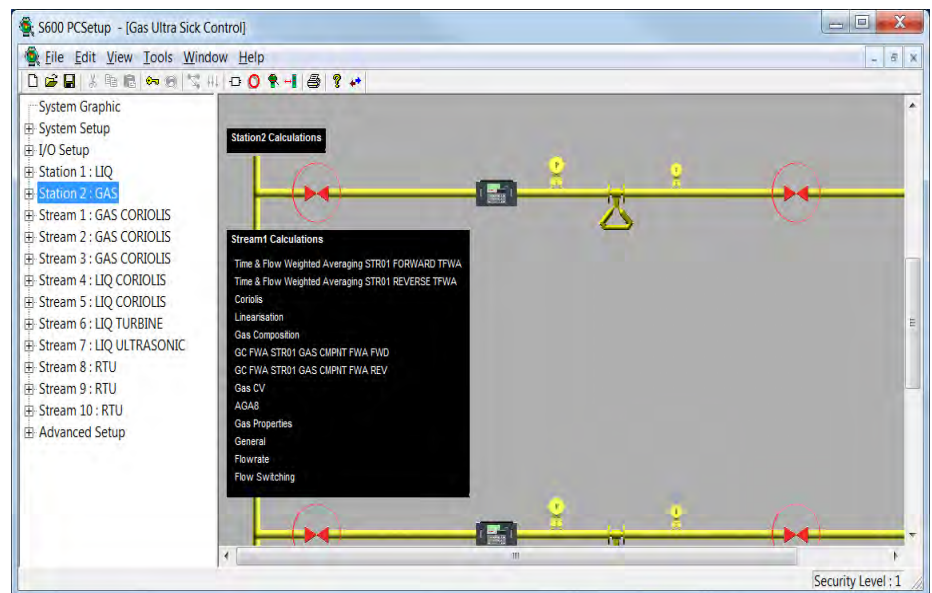 S600 PCSetup - [Gas Ultra Sick Control]
File Edit View Tools Window Help
System Graphic
System Setup
I/O Setup
Station 1 : LIQ
Station 2 : GAS
Stream 1 : GAS CORIOLIS
Stream 2 : GAS CORIOLIS
Stream 3 : GAS CORIOLIS
Stream 4 : LIQ CORIOLIS
Stream 5 : LIQ CORIOLIS
Stream 6 : LIQ TURBINE
Stream 7 : LIQ ULTRASONIC
Stream 8 : RTU
Stream 9 : RTU
Stream 10 : RTU
Advanced Setup
Station2 Calculations
P
T
Stream1 Calculations
Time & Flow Weighted Averaging STR01 FORWARD TFWA
Time & Flow Weighted Averaging STR01 REVERSE TFWA
Coriolis
Linearisation
Gas Composition
GC FWA STR01 GAS CMPNT FWA FWD
GC FWA STR01 GAS CMPNT FWA REV
Gas CV
AGA8
Gas Properties
General
Flowrate
Flow Switching
P
Security Level : 1